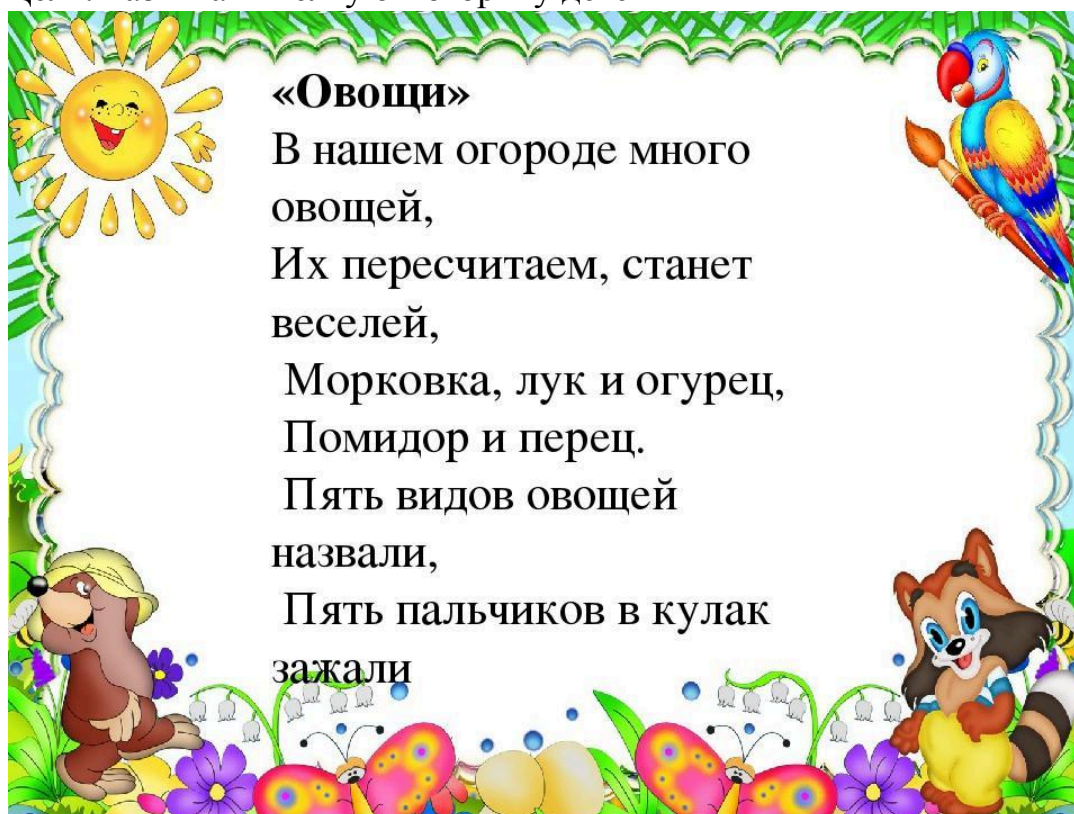 «Овощи»
В нашем огороде много
овощей,
Их пересчитаем, станет
веселей,
Морковка, лук и огурец,
Помидор и перец.
Пять видов овощей
назвали,
Пять пальчиков в кулак
зажали